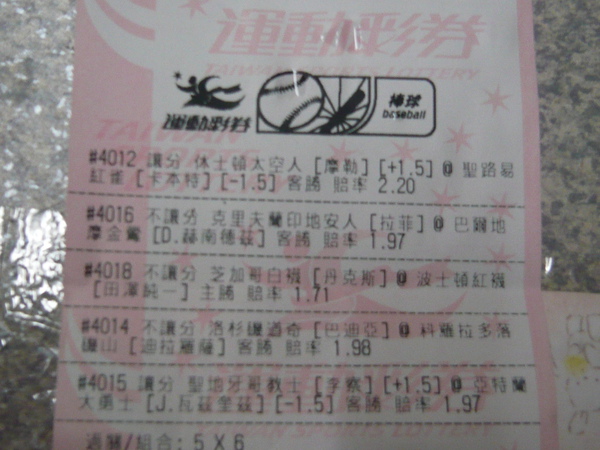 運動彩券
TAIWAN SPORTS LOTTERY
運動彩券
棒球
baseball
#4012 讓分 休士頓太空人 [摩勒] [+1.5] @ 聖路易
紅雀 [卡本特] [-1.5] 客勝 賠率 2.20
#4016 不讓分 克里夫蘭印地安人 [拉菲] @ 巴爾地
摩金鶯 [D.赫南德茲] 客勝 賠率 1.97
#4018 不讓分 芝加哥白襪 [丹克斯] @ 波士頓紅襪
[田澤純一] 主勝 賠率 1.71
#4014 不讓分 洛杉磯道奇 [巴迪亞] @ 科羅拉多落
磯山 [迪拉羅薩] 客勝 賠率 1.98
#4015 讓分 聖地牙哥教士 [李察] [+1.5] @ 亞特蘭
大勇士 [J.瓦茲奎茲] [-1.5] 客勝 賠率 1.97
過關/組合: 5 X 6